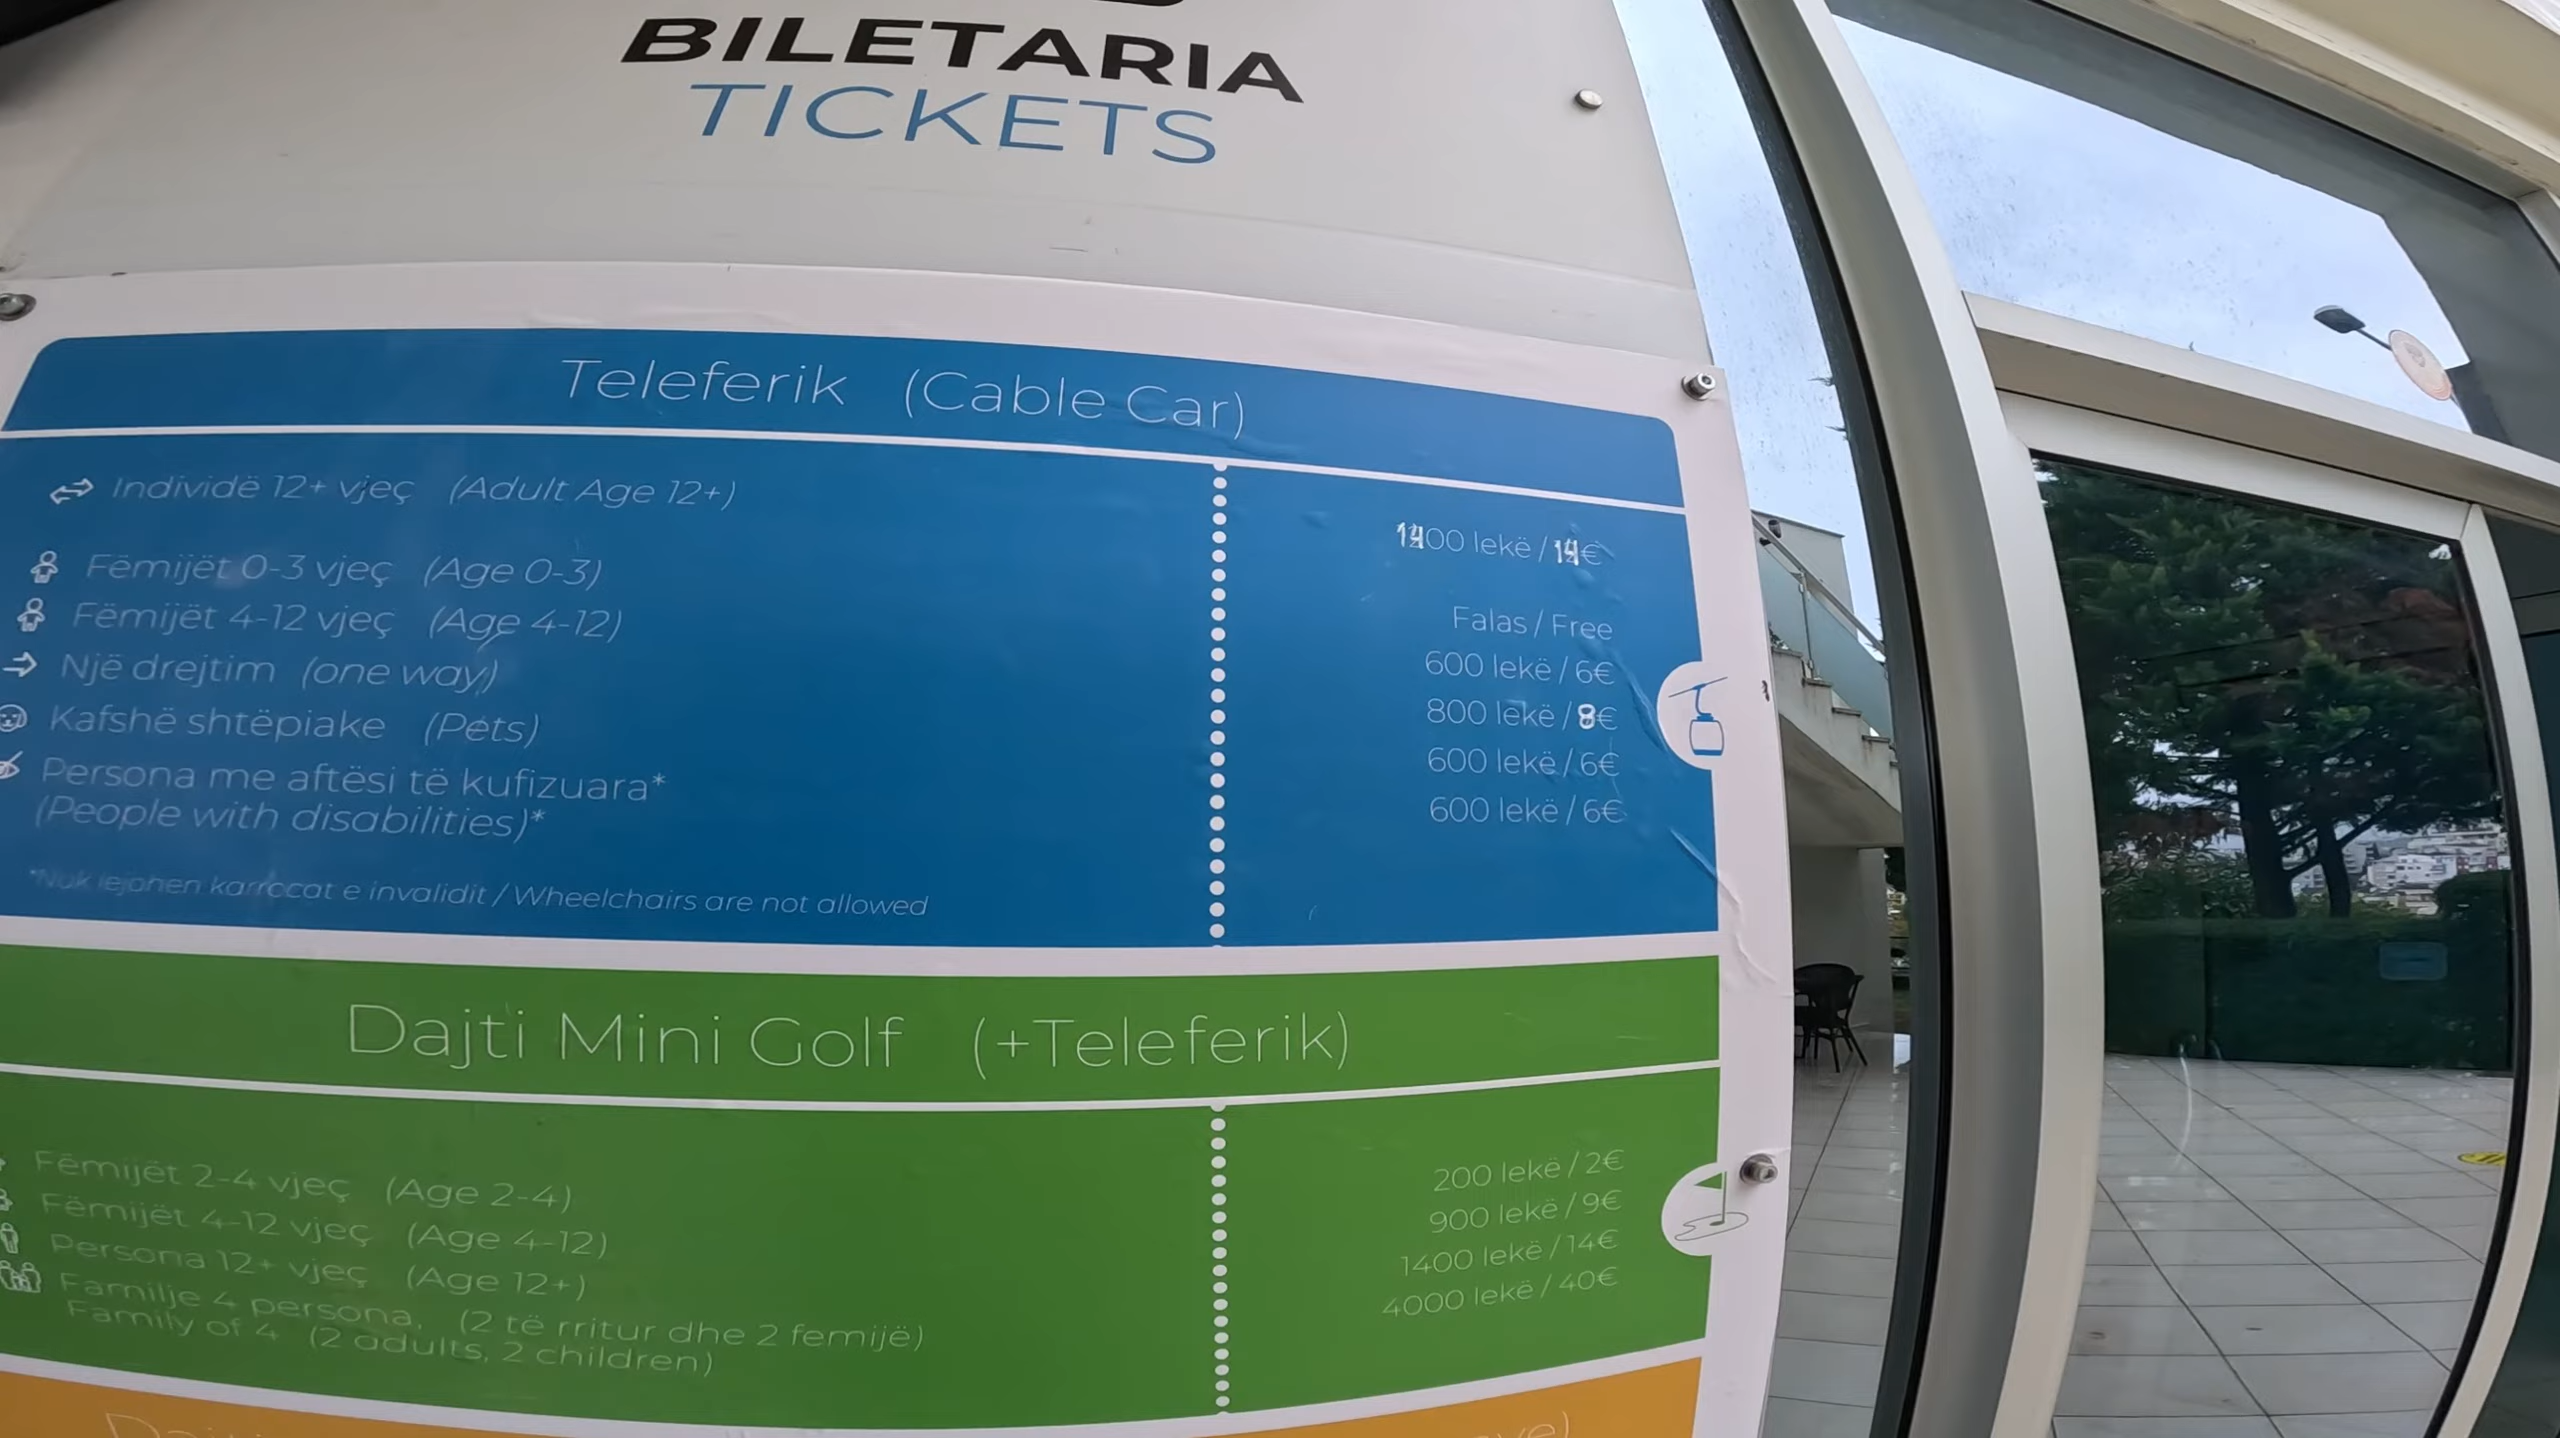 BILETARIA
TICKETS
Teleferik (Cable Car)
Individë 12+ vjeç (Adult Age 12+) 1400 lekë / 14€
Fëmijët 0-3 vjeç (Age 0-3) Falas / Free
Fëmijët 4-12 vjeç (Age 4-12) 600 lekë / 6€
Një drejtim (one way) 800 lekë / 8€
Kafshë shtëpiake (Pets) 600 lekë / 6€
Persona me aftësi të kufizuara* 600 lekë / 6€
(People with disabilities)*
*Nuk lejohen karrocat e invalidit / Wheelchairs are not allowed
Dajti Mini Golf (+Teleferik)
Fëmijët 2-4 vjeç (Age 2-4) 200 lekë / 2€
Fëmijët 4-12 vjeç (Age 4-12) 900 lekë / 9€
Persona 12+ vjeç (Age 12+) 1400 lekë / 14€
Familje 4 persona, (2 të rritur dhe 2 femijë) 4000 lekë / 40€
Family of 4 (2 adults, 2 children)